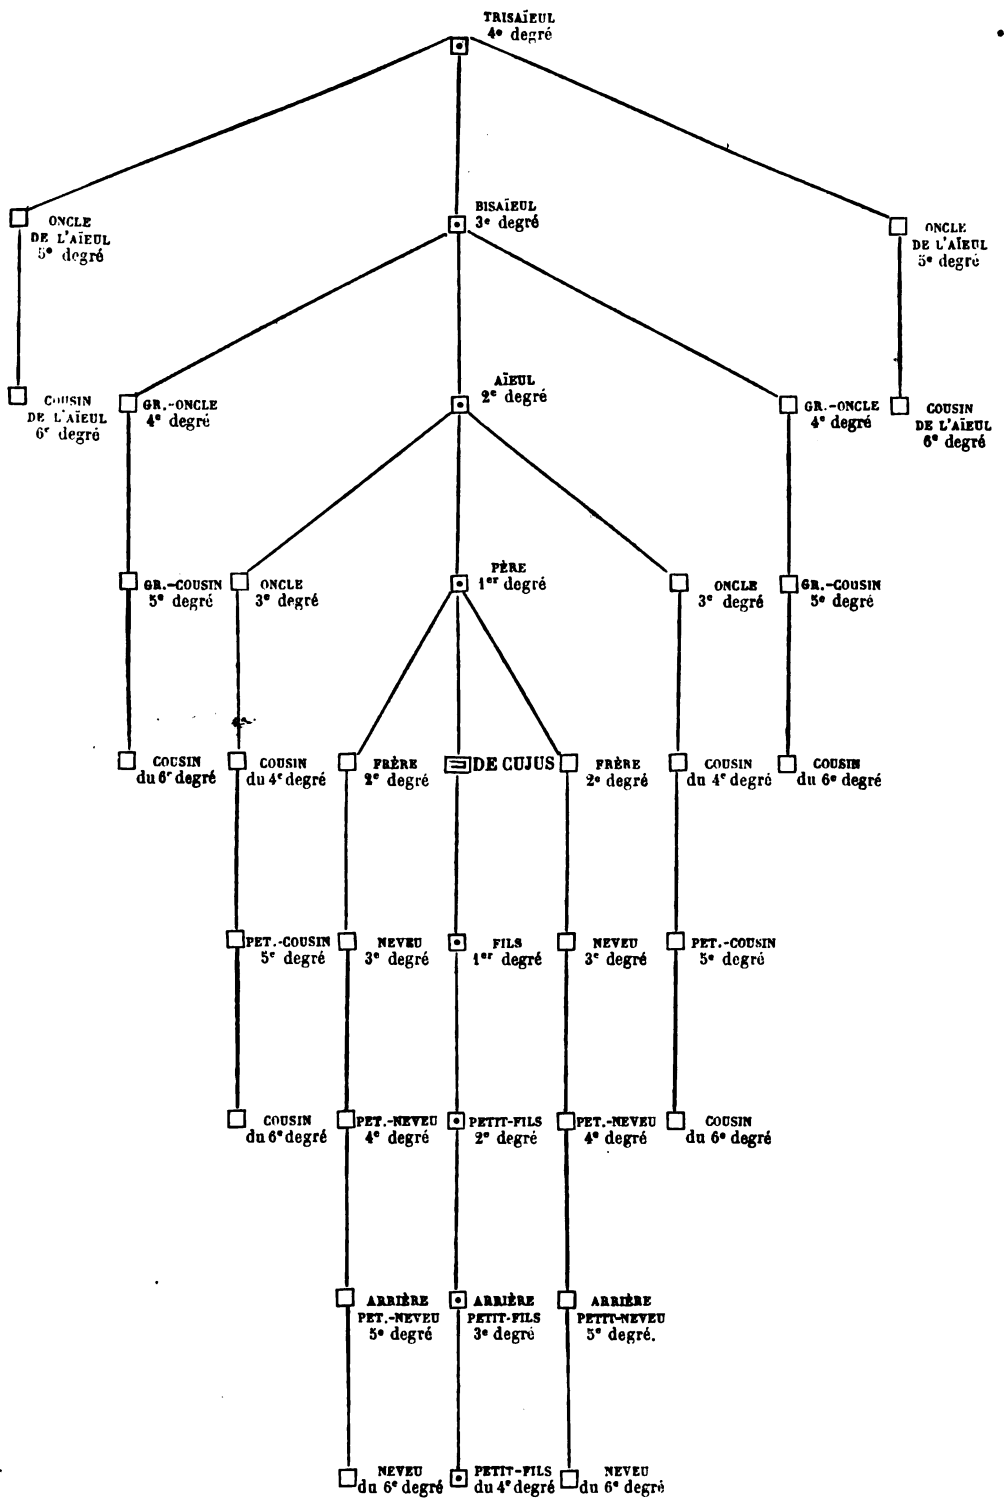 TRISAÏEUL
4e degré
BISAÏEUL
3e degré
ONCLE
DE L'AÏEUL
5e degré
ONCLE
DE L'AÏEUL
5e degré
AÏEUL
2e degré
COUSIN
DE L'AÏEUL
6e degré
GR.-ONCLE
4e degré
GR.-ONCLE
4e degré
COUSIN
DE L'AÏEUL
6e degré
PÈRE
1er degré
GR.-COUSIN
5e degré
ONCLE
3e degré
ONCLE
3e degré
GR.-COUSIN
5e degré
COUSIN
du 6e degré
COUSIN
du 4e degré
FRÈRE
2e degré
DE CUJUS
FRÈRE
2e degré
COUSIN
du 4e degré
COUSIN
du 6e degré
PET.-COUSIN
5e degré
NEVEU
3e degré
FILS
1er degré
NEVEU
3e degré
PET.-COUSIN
5e degré
COUSIN
du 6e degré
PET.-NEVEU
4e degré
PETIT-FILS
2e degré
PET.-NEVEU
4e degré
COUSIN
du 6e degré
ARRIÈRE
PET.-NEVEU
5e degré
ARRIÈRE
PETIT-FILS
3e degré
ARRIÈRE
PETIT-NEVEU
5e degré.
NEVEU
du 6e degré
PETIT-FILS
du 4e degré
NEVEU
du 6e degré